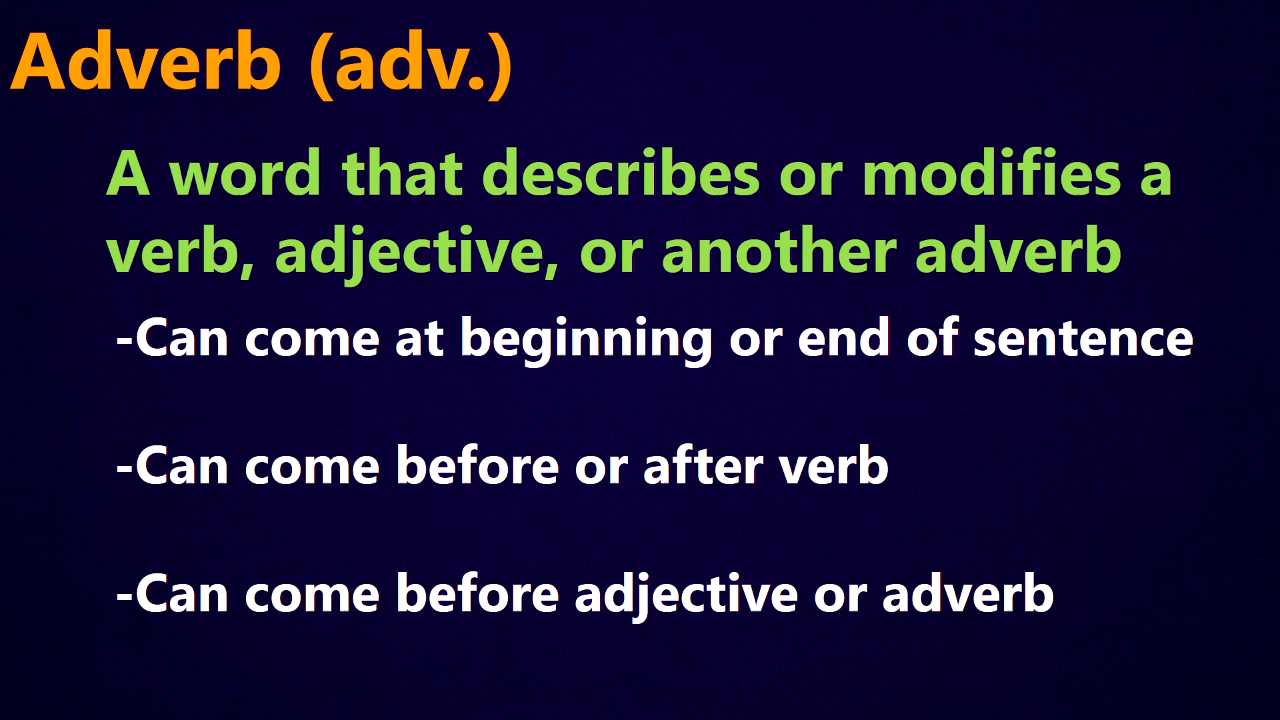 Adverb (adv.)
A word that describes or modifies a
verb, adjective, or another adverb
-Can come at beginning or end of sentence
-Can come before or after verb
-Can come before adjective or adverb